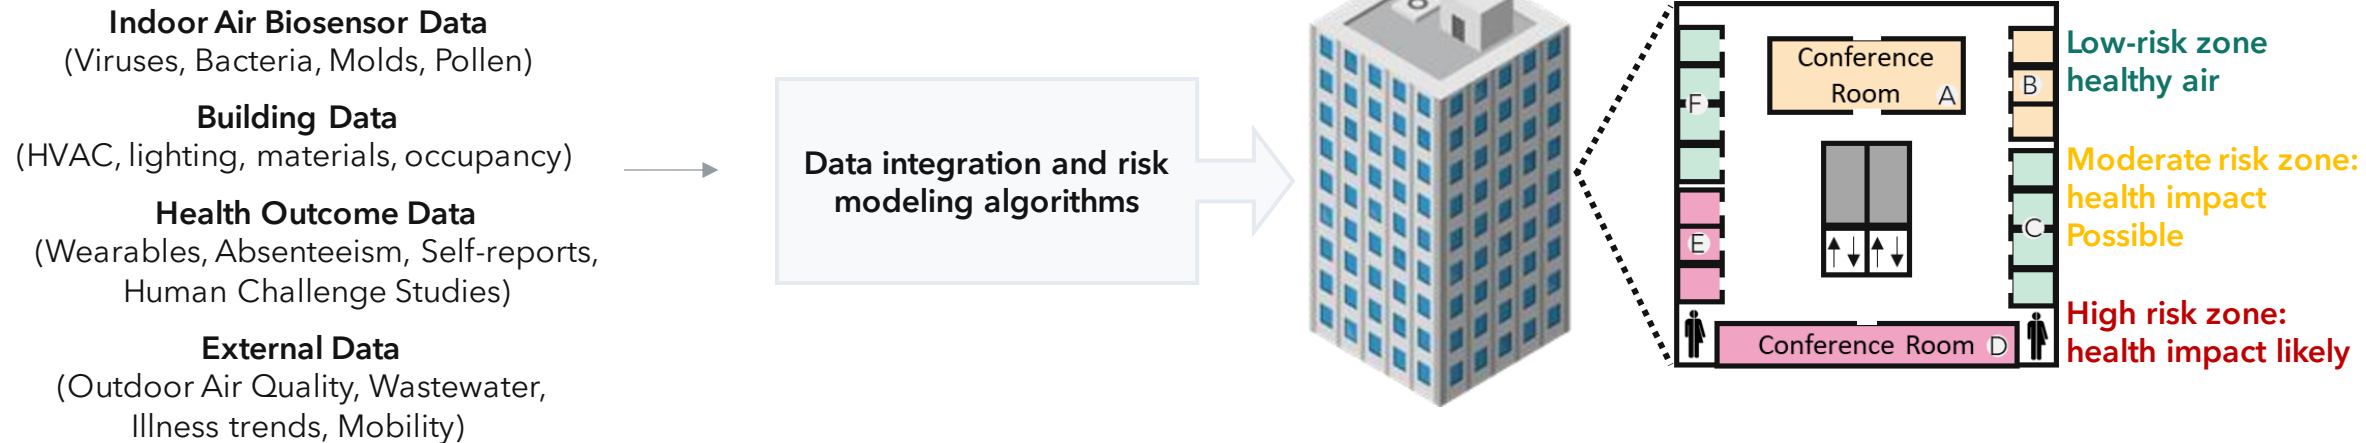 Indoor Air Biosensor Data
(Viruses, Bacteria, Molds, Pollen)
Building Data
(HVAC, lighting, materials, occupancy)
Health Outcome Data
(Wearables, Absenteeism, Self-reports,
Human Challenge Studies)
External Data
(Outdoor Air Quality, Wastewater,
Illness trends, Mobility)
Data integration and risk
modeling algorithms
Conference
Room A
B
C
Conference Room D
E
F
Low-risk zone
healthy air
Moderate risk zone:
health impact
Possible
High risk zone:
health impact likely